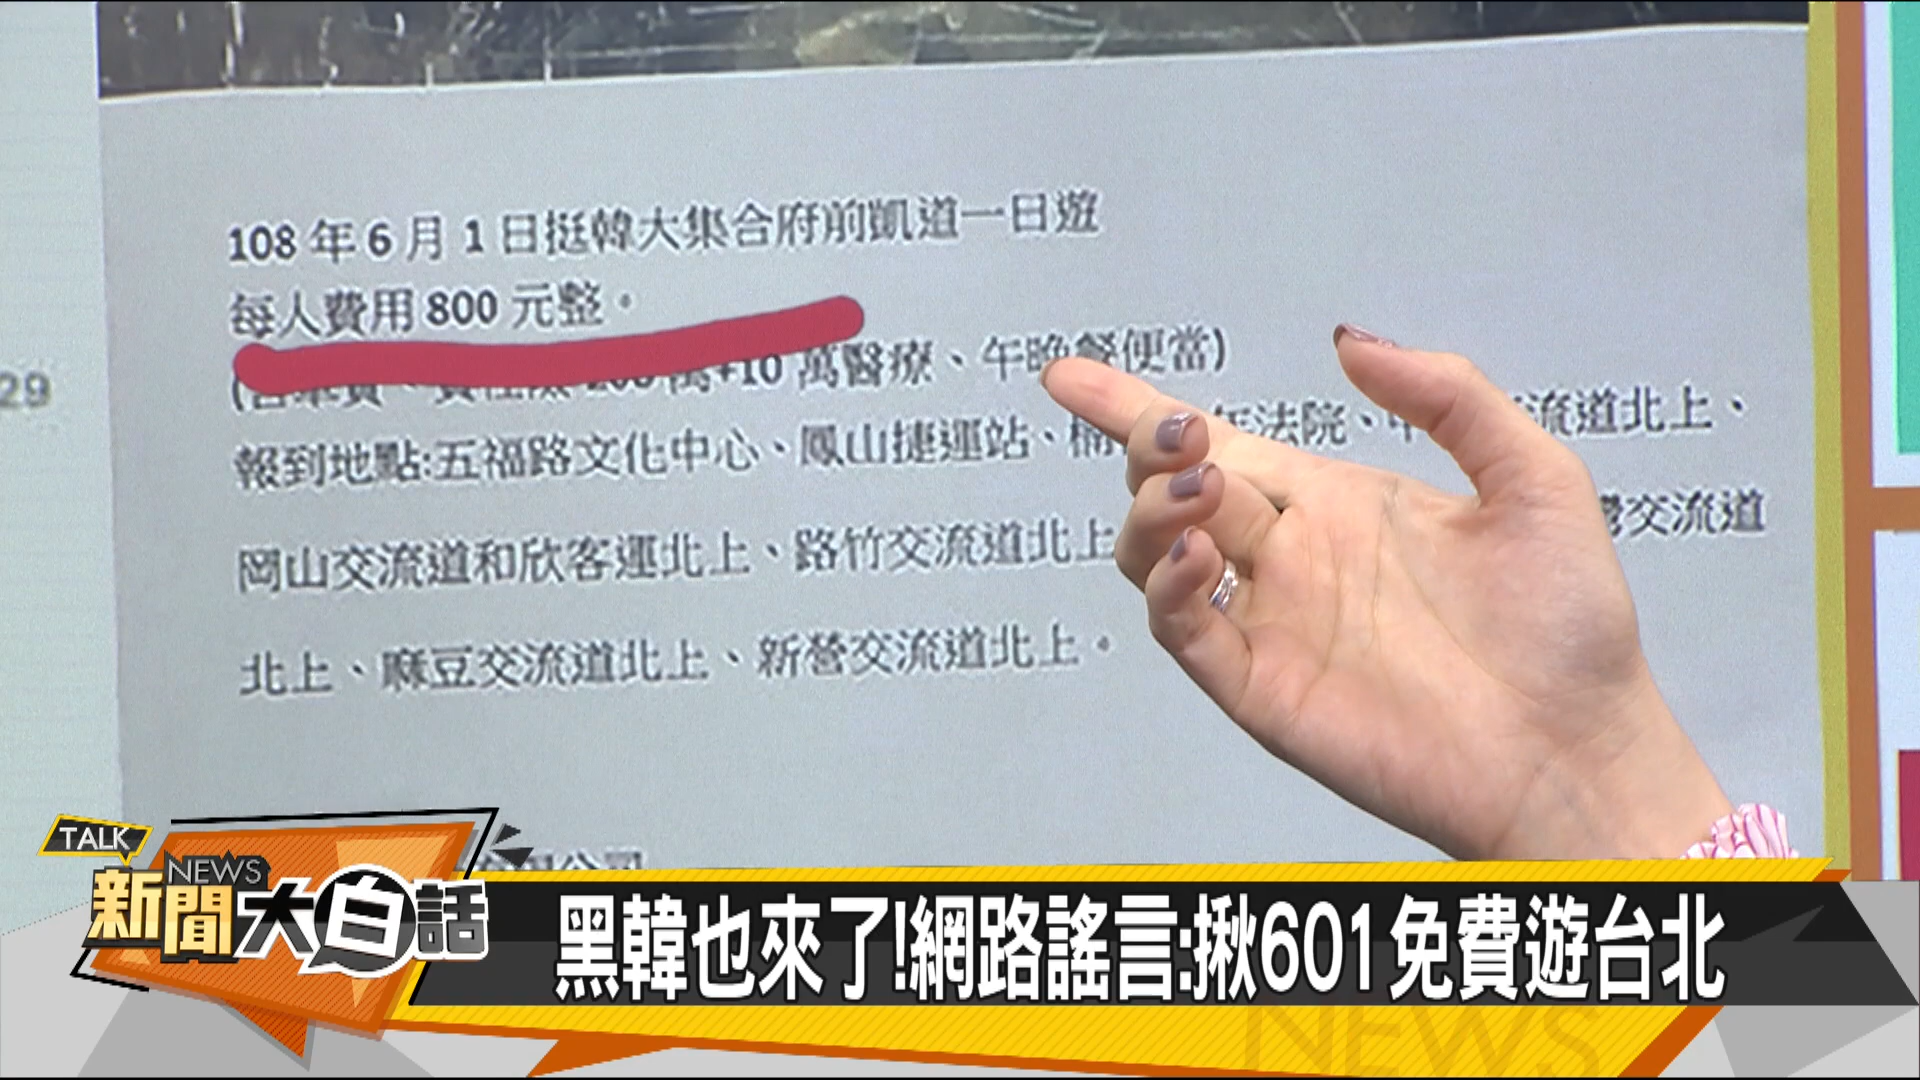 108 年 6 月 1 日挺韓大集合府前凱道一日遊
每人費用 800 元整。
萬+10 萬醫療、午晚餐便當)
29
報到地點:五福路文化中心、鳳山捷運站、法院、流道北上、
岡山交流道和欣客運北上、路竹交流道北上 交流道
北上、麻豆交流道北上、新營交流道北上。
公司
TALK
NEWS
新聞大白話
黑韓也來了!網路謠言:揪601免費遊台北
NEWS